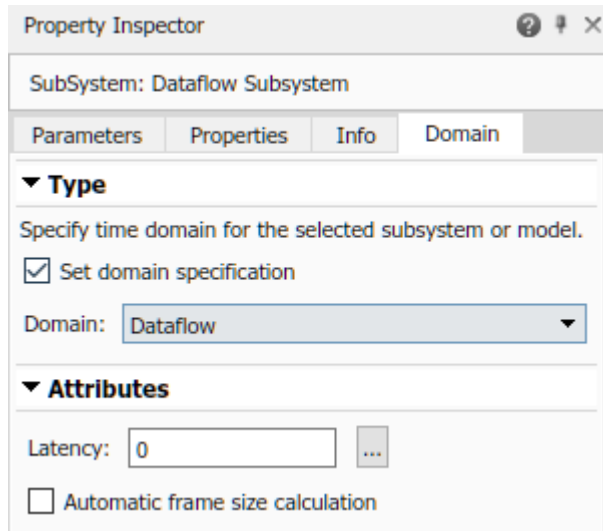 Property Inspector
SubSystem: Dataflow Subsystem
Parameters Properties Info Domain
Type
Specify time domain for the selected subsystem or model.
Set domain specification
Domain: Dataflow
Attributes
Latency: 0 ...
Automatic frame size calculation